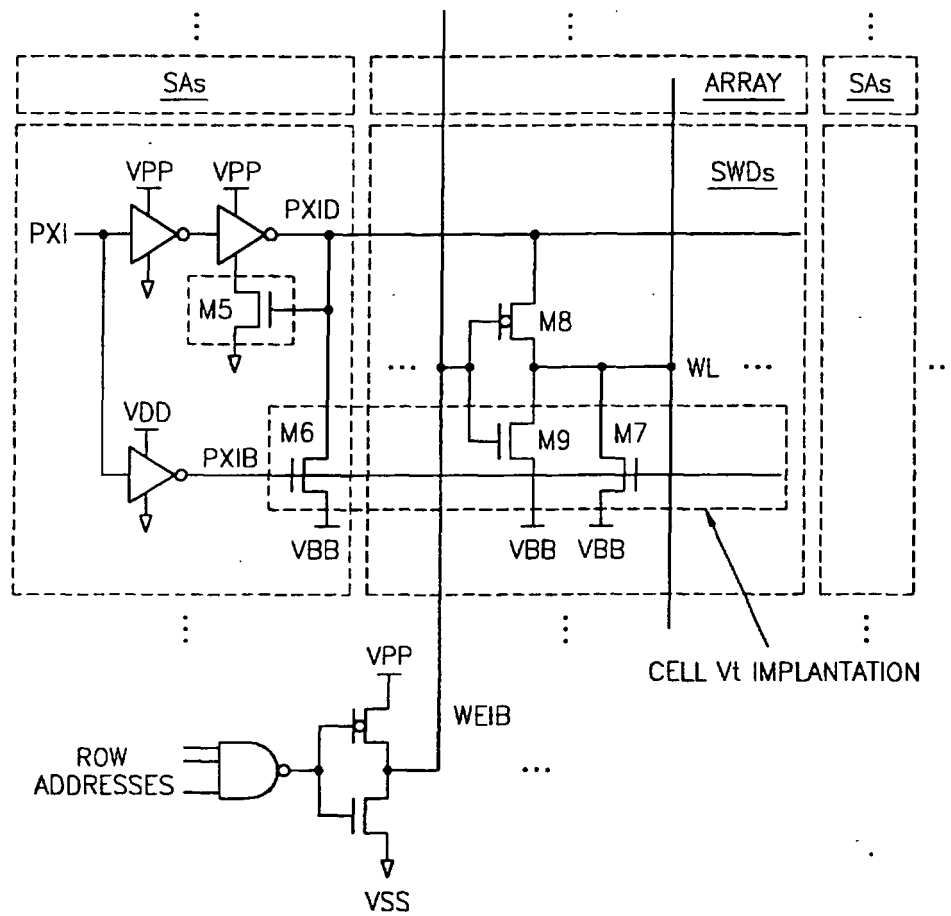 SAs
ARRAY
SAs
SWDs
VPP
VPP
PXID
PXI
M5
M8
WL
VDD
M6
M9
M7
PXIB
VBB
VBB
VBB
CELL Vt IMPLANTATION
VPP
WEIB
ROW
ADDRESSES
VSS